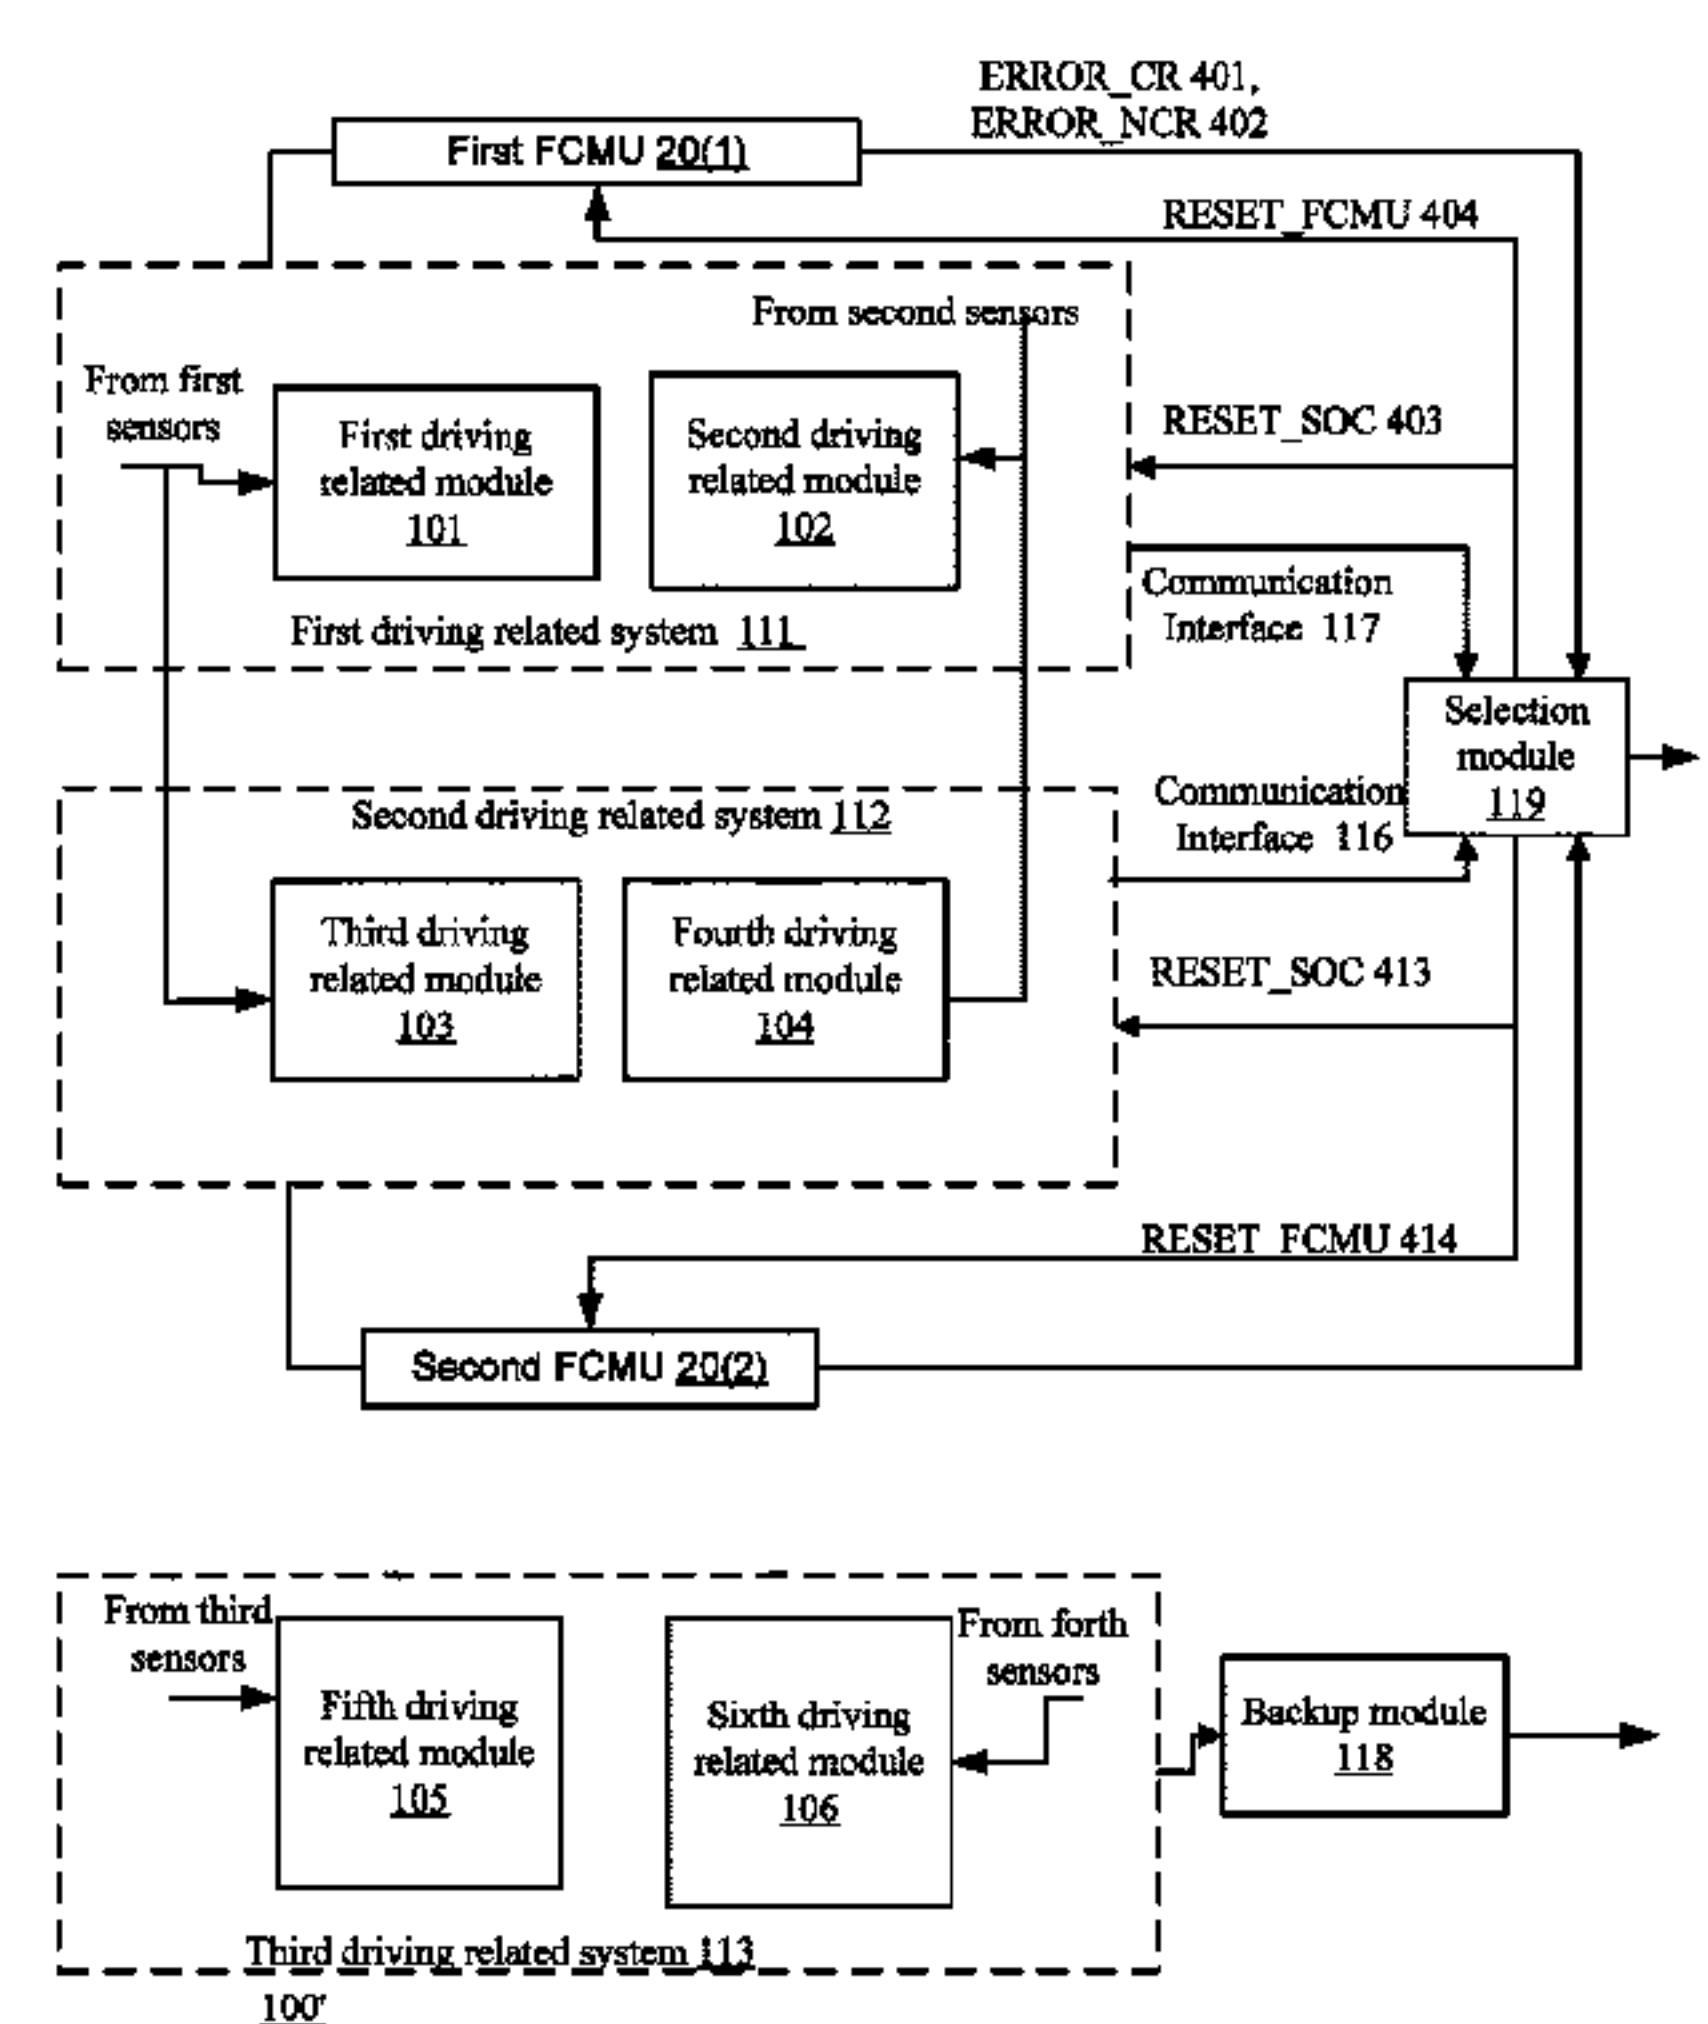 ERROR_CR 401,
ERROR_NCR 402
First FCMU 20(1)
RESET_FCMU 404
From second sensors
From first
sensors
First driving
related module
101
Second driving
related module
102
RESET_SOC 403
Communication
Interface 117
First driving related system 111
Selection
module
119
Communication
Interface 116
Second driving related system 112
Third driving
related module
103
Fourth driving
related module
104
RESET_SOC 413
RESET_FCMU 414
Second FCMU 20(2)
From third
sensors
Fifth driving
related module
105
Sixth driving
related module
106
From forth
sensors
Backup module
118
Third driving related system 113
100'